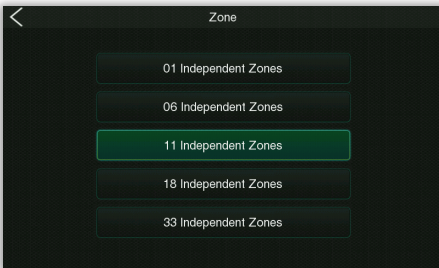 Zone
01 Independent Zones
06 Independent Zones
11 Independent Zones
18 Independent Zones
33 Independent Zones